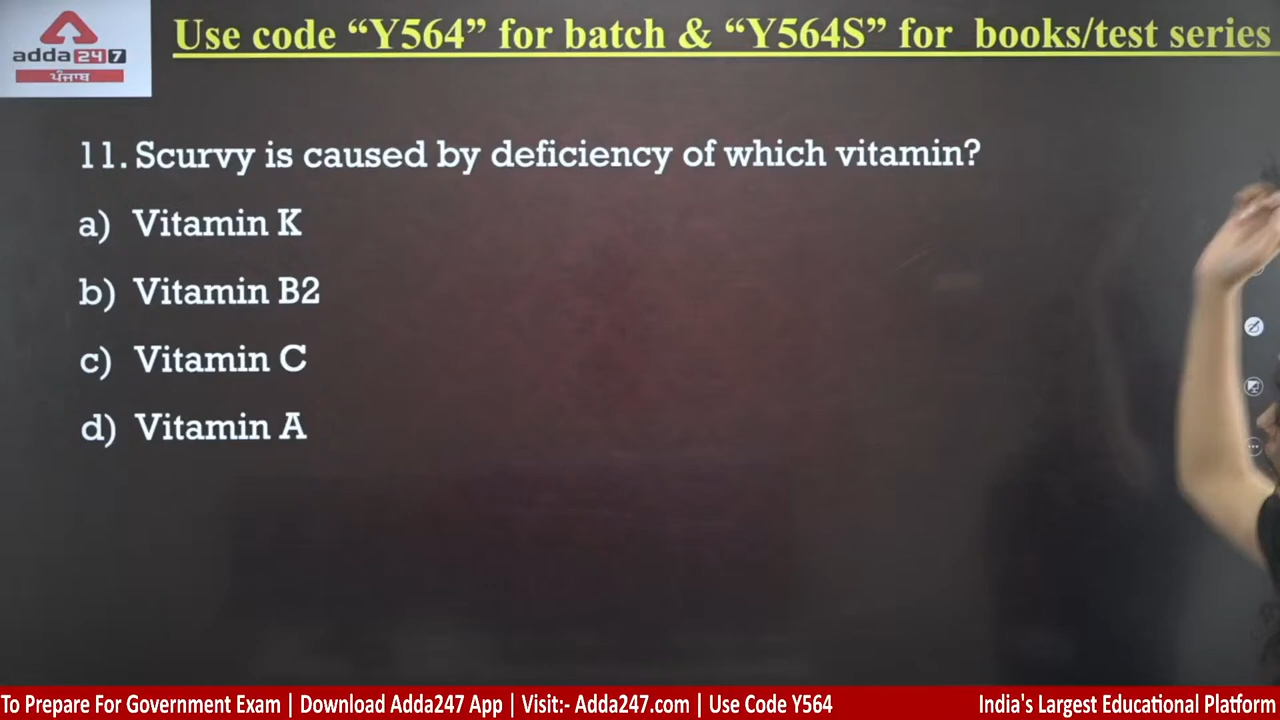 Use code “Y564” for batch & “Y564S” for books/test series
adda247
ਪੰਜਾਬ
11. Scurvy is caused by deficiency of which vitamin?
a) Vitamin K
b) Vitamin B2
c) Vitamin C
d) Vitamin A
To Prepare For Government Exam | Download Adda247 App | Visit:- Adda247.com | Use Code Y564
India's Largest Educational Platform